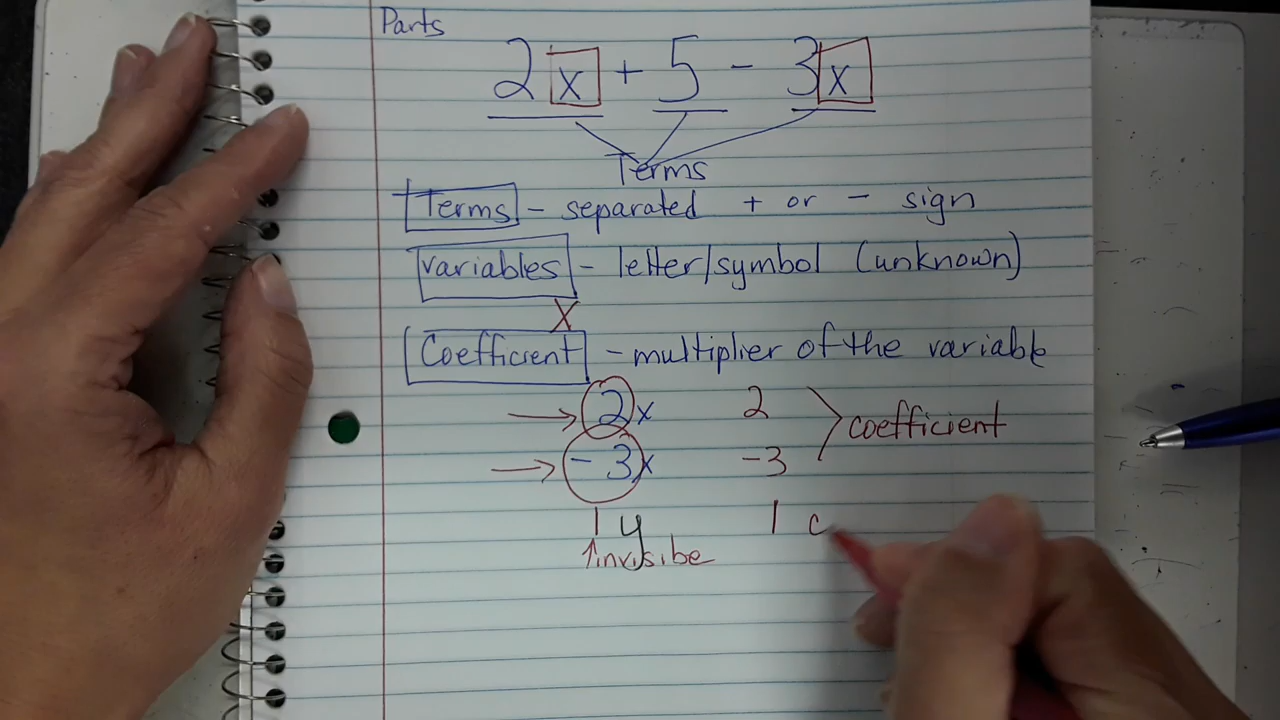 Parts
2x + 5 - 3x
Terms
Terms - separated + or - sign
variables - letter/symbol (unknown)
x
Coefficient - multiplier of the variable
→ 2x 2
coefficient
→ -3x -3
1y 1 c
↑invisibe